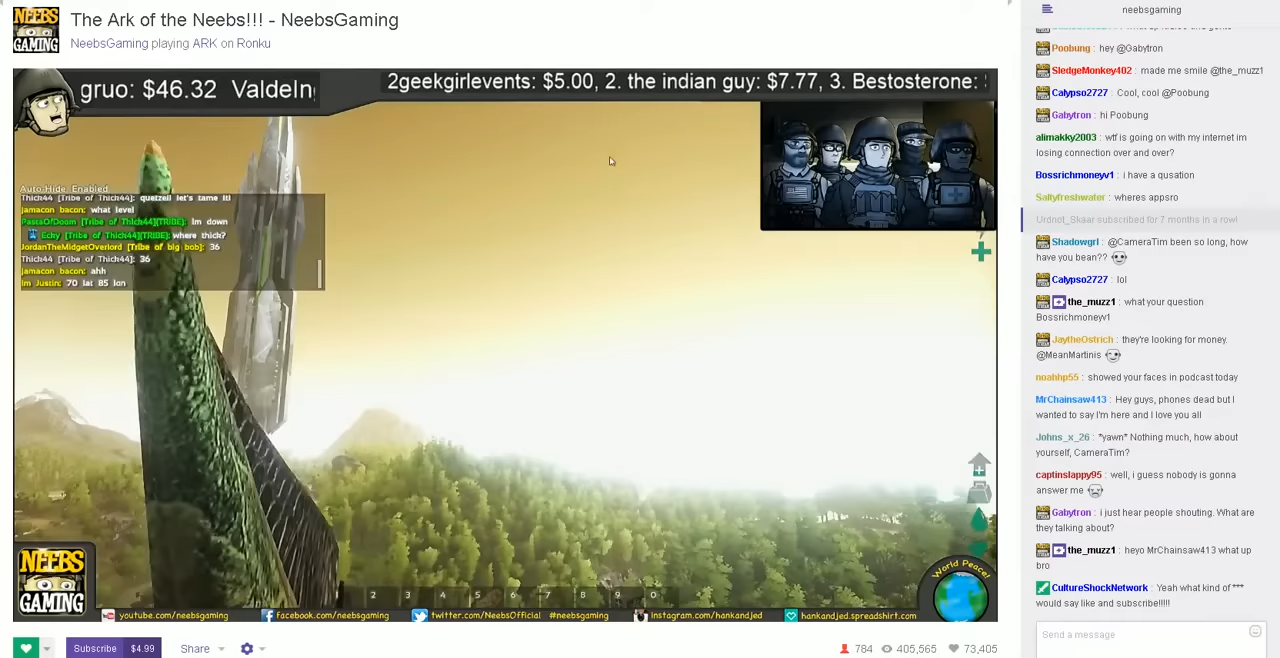 The Ark of the Neebs!!! - NeebsGaming
NeebsGaming playing ARK on Ronku
NEEBS
GAMING
gruo: $46.32 Valdeln
2geekgirlevents: $5.00, 2. the indian guy: $7.77, 3. Bestosterone:
Auto Hide Enabled
Thich44 [Tribe of Thich44]: quetzell let's tame it!
jamacon bacon: what level
PastaOfDoom [Tribe of Thich44](TRIBE): Im down
Echy [Tribe of Thich44](TRIBE): where thich?
JordanTheMidgetOverlord [Tribe of big bob]: 36
Thich44 [Tribe of Thich44]: 36
jamacon bacon: ahh
Im Justin: 70 lat 85 lon
NEEBS
GAMING
2 3 4 5 6 7 8 9 0
World Peace!
youtube.com/neebsgaming
facebook.com/neebsgaming
twitter.com/NeebsOfficial #neebsgaming
instagram.com/hankandjed
hankandjed.spreadshirt.com
Subscribe $4.99
Share
784 405,565 73,405
neebsgaming
Poobung : hey @Gabytron
SledgeMonkey402 : made me smile @the_muzz1
Calypso2727 : Cool, cool @Poobung
Gabytron : hi Poobung
alimakky2003 : wtf is going on with my internet im
losing connection over and over?
Bossrichmoneyv1 : i have a qusation
Saltyfreshwater : wheres appsro
Urdnot_Skaar subscribed for 7 months in a row!
Shadowgrl : @CameraTim been so long, how
have you bean??
Calypso2727 : lol
the_muzz1 : what your question
Bossrichmoneyv1
JaytheOstrich : they're looking for money.
@MeanMartinis
noahhp55 : showed your faces in podcast today
MrChainsaw413 : Hey guys, phones dead but I
wanted to say I'm here and I love you all
Johns_x_26 : *yawn* Nothing much, how about
yourself, CameraTim?
captinslappy95 : well, i guess nobody is gonna
answer me
Gabytron : i just hear people shouting. What are
they talking about?
the_muzz1 : heyo MrChainsaw413 what up
bro
CultureShockNetwork : Yeah what kind of ***
would say like and subscribe!!!!!
Send a message